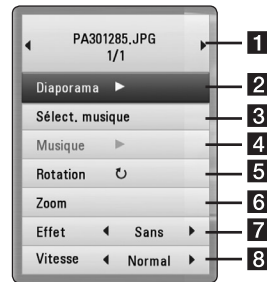 PA301285.JPG 1
1/1
Diaporama 2
Sélect. musique 3
Musique 4
Rotation 5
Zoom 6
Effet Sans 7
Vitesse Normal 8